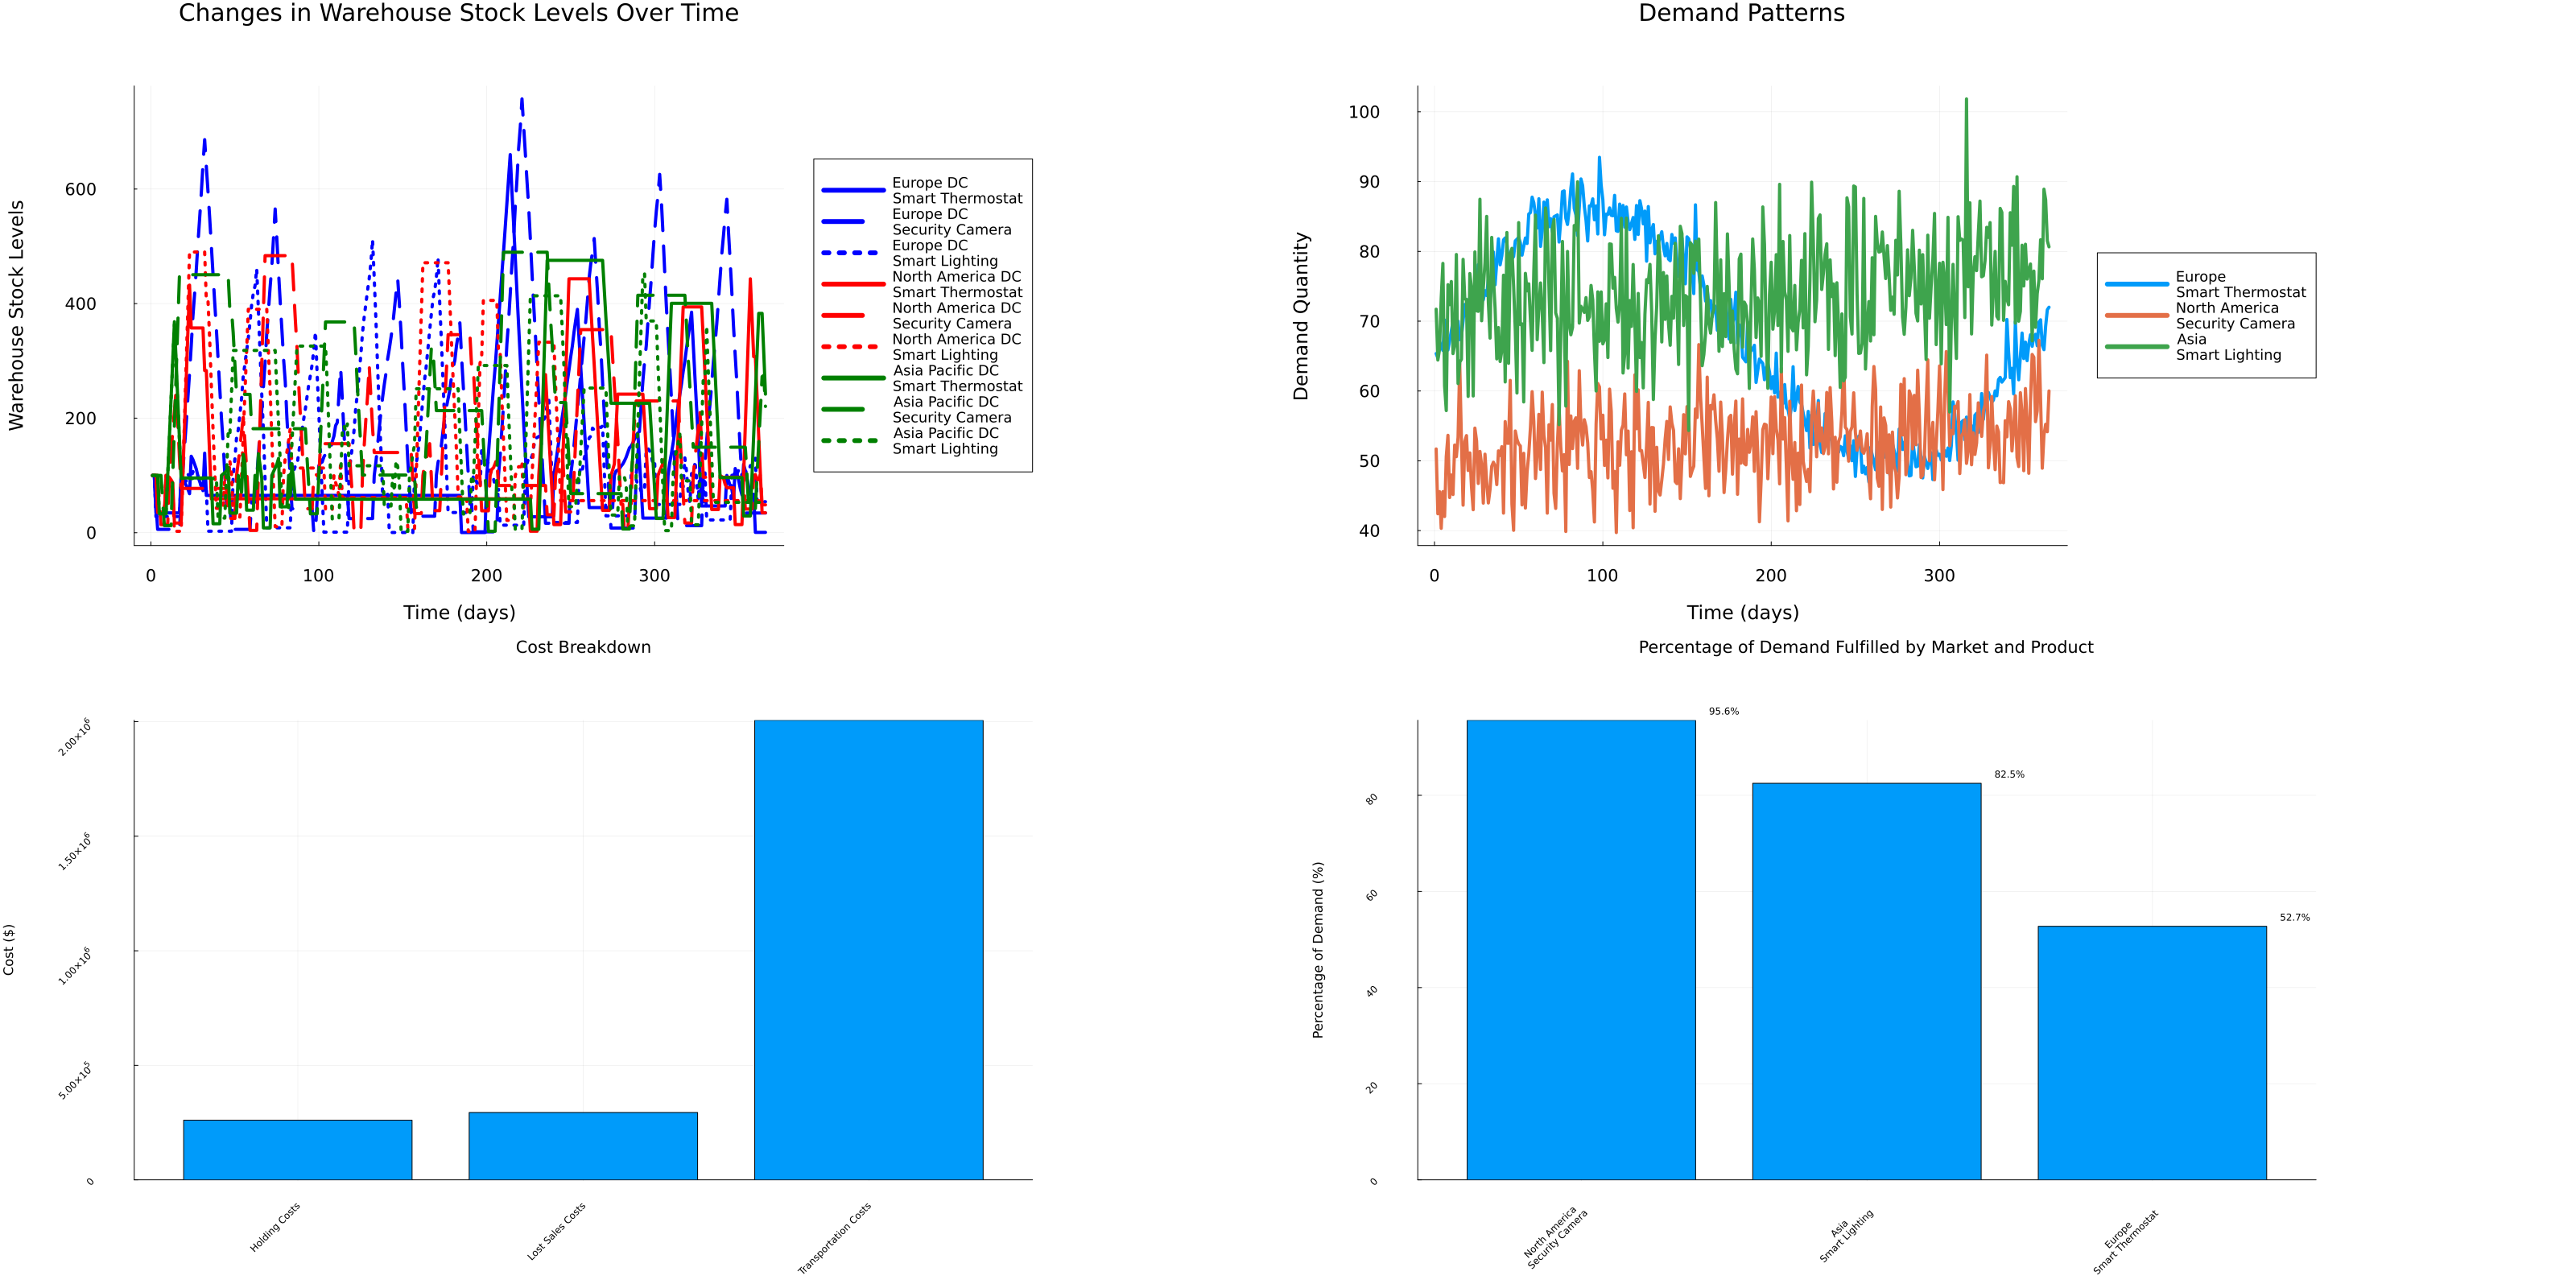 Changes in Warehouse Stock Levels Over Time
Warehouse Stock Levels
600
400
200
0
0 100 200 300
Time (days)
Europe DC
Smart Thermostat
Europe DC
Security Camera
Europe DC
Smart Lighting
North America DC
Smart Thermostat
North America DC
Security Camera
North America DC
Smart Lighting
Asia Pacific DC
Smart Thermostat
Asia Pacific DC
Security Camera
Asia Pacific DC
Smart Lighting
Demand Patterns
Demand Quantity
100
90
80
70
60
50
40
0 100 200 300
Time (days)
Europe
Smart Thermostat
North America
Security Camera
Asia
Smart Lighting
Cost Breakdown
Cost ($)
2.00×10⁶
1.50×10⁶
1.00×10⁶
5.00×10⁵
0
Holding Costs
Lost Sales Costs
Transportation Costs
Percentage of Demand Fulfilled by Market and Product
Percentage of Demand (%)
80
60
40
20
0
95.6%
82.5%
52.7%
North America
Security Camera
Asia
Smart Lighting
Europe
Smart Thermostat